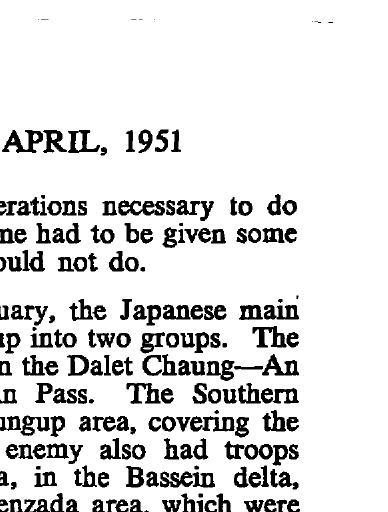 APRIL, 1951
erations necessary to do
me had to be given some
ould not do.
uary, the Japanese main
up into two groups. The
n the Dalet Chaung—An
An Pass. The Southern
ungup area, covering the
enemy also had troops
a, in the Bassein delta,
enzada area, which were